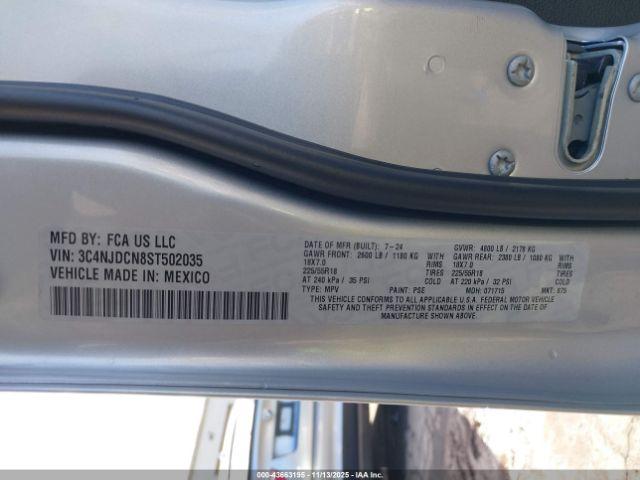 MFD BY: FCA US LLC
VIN: 3C4NJDCN8ST502035
VEHICLE MADE IN: MEXICO
DATE OF MFR (BUILT): 7-24 GVWR: 4800 LB / 2178 KG
GAWR FRONT: 2600 LB / 1180 KG WITH GAWR REAR: 2380 LB / 1080 KG WITH
18X7.0 RIMS 18X7.0 RIMS
225/55R18 TIRES 225/55R18 TIRES
AT 240 kPa / 35 PSI COLD AT 220 kPa / 32 PSI COLD
TYPE: MPV PAINT: PSE MDH: 071715 MKT: 675
THIS VEHICLE CONFORMS TO ALL APPLICABLE U.S.A. FEDERAL MOTOR VEHICLE
SAFETY AND THEFT PREVENTION STANDARDS IN EFFECT ON THE DATE OF
MANUFACTURE SHOWN ABOVE.
000-43663195 - 11/13/2025 - IAAI.COM